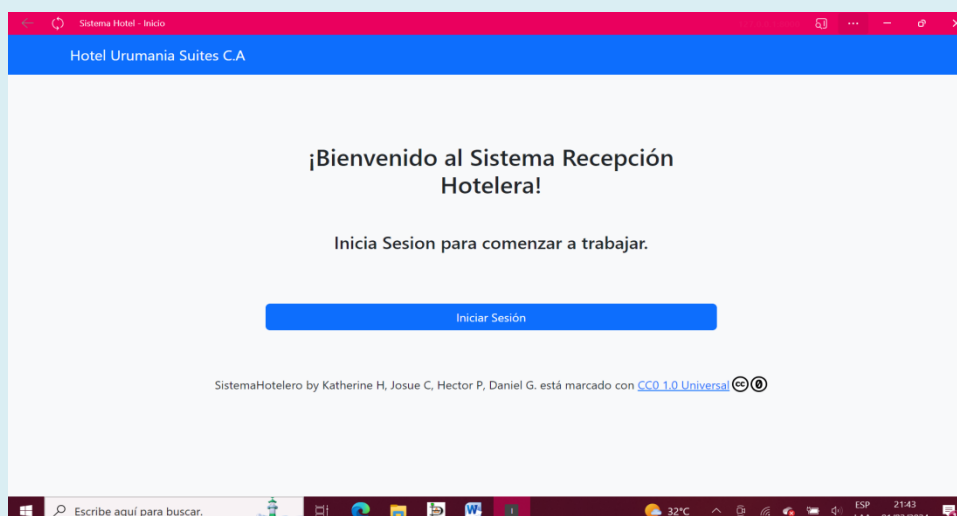 Sistema Hotel - Inicio
Hotel Urumania Suites C.A
¡Bienvenido al Sistema Recepción
Hotelera!
Inicia Sesion para comenzar a trabajar.
Iniciar Sesión
SistemaHotelero by Katherine H, Josue C, Hector P, Daniel G. está marcado con CC0 1.0 Universal
Escribe aquí para buscar.
32°C
ESP
21:43